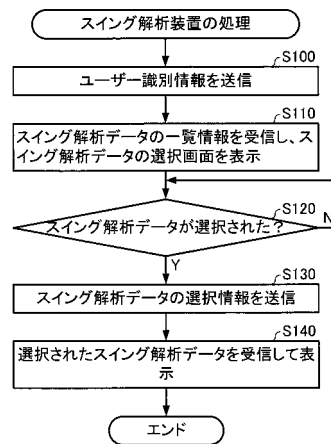 スイング解析装置の処理
S100
ユーザー識別情報を送信
S110
スイング解析データの一覧情報を受信し、ス
イング解析データの選択画面を表示
S120
スイング解析データが選択された？
N
Y
S130
スイング解析データの選択情報を送信
S140
選択されたスイング解析データを受信して表
示
エンド